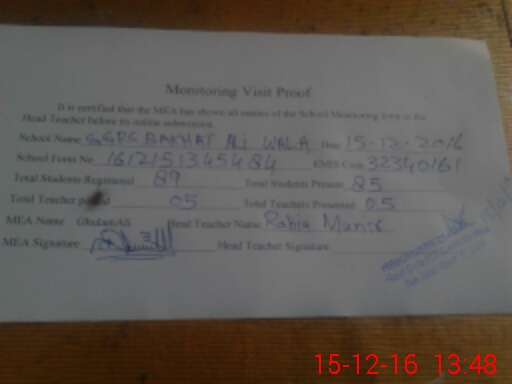 Monitoring Visit Proof
It is certified that the MEA has shown all entries of the School Monitoring form to the
Head Teacher before its online submission.
School Name GGPS BAKHAT Ali WALA Date 15-12-2016
School Form No 1612151345484 EMIS Code 32340161
Total Students Registered 89 Total Students Present 85
Total Teacher posted 05 Total Teachers Presented 05
MEA Name Ghulam Ali Head Teacher Name Rabia Munir
MEA Signature Head Teacher Signature
15-12-16 13:48